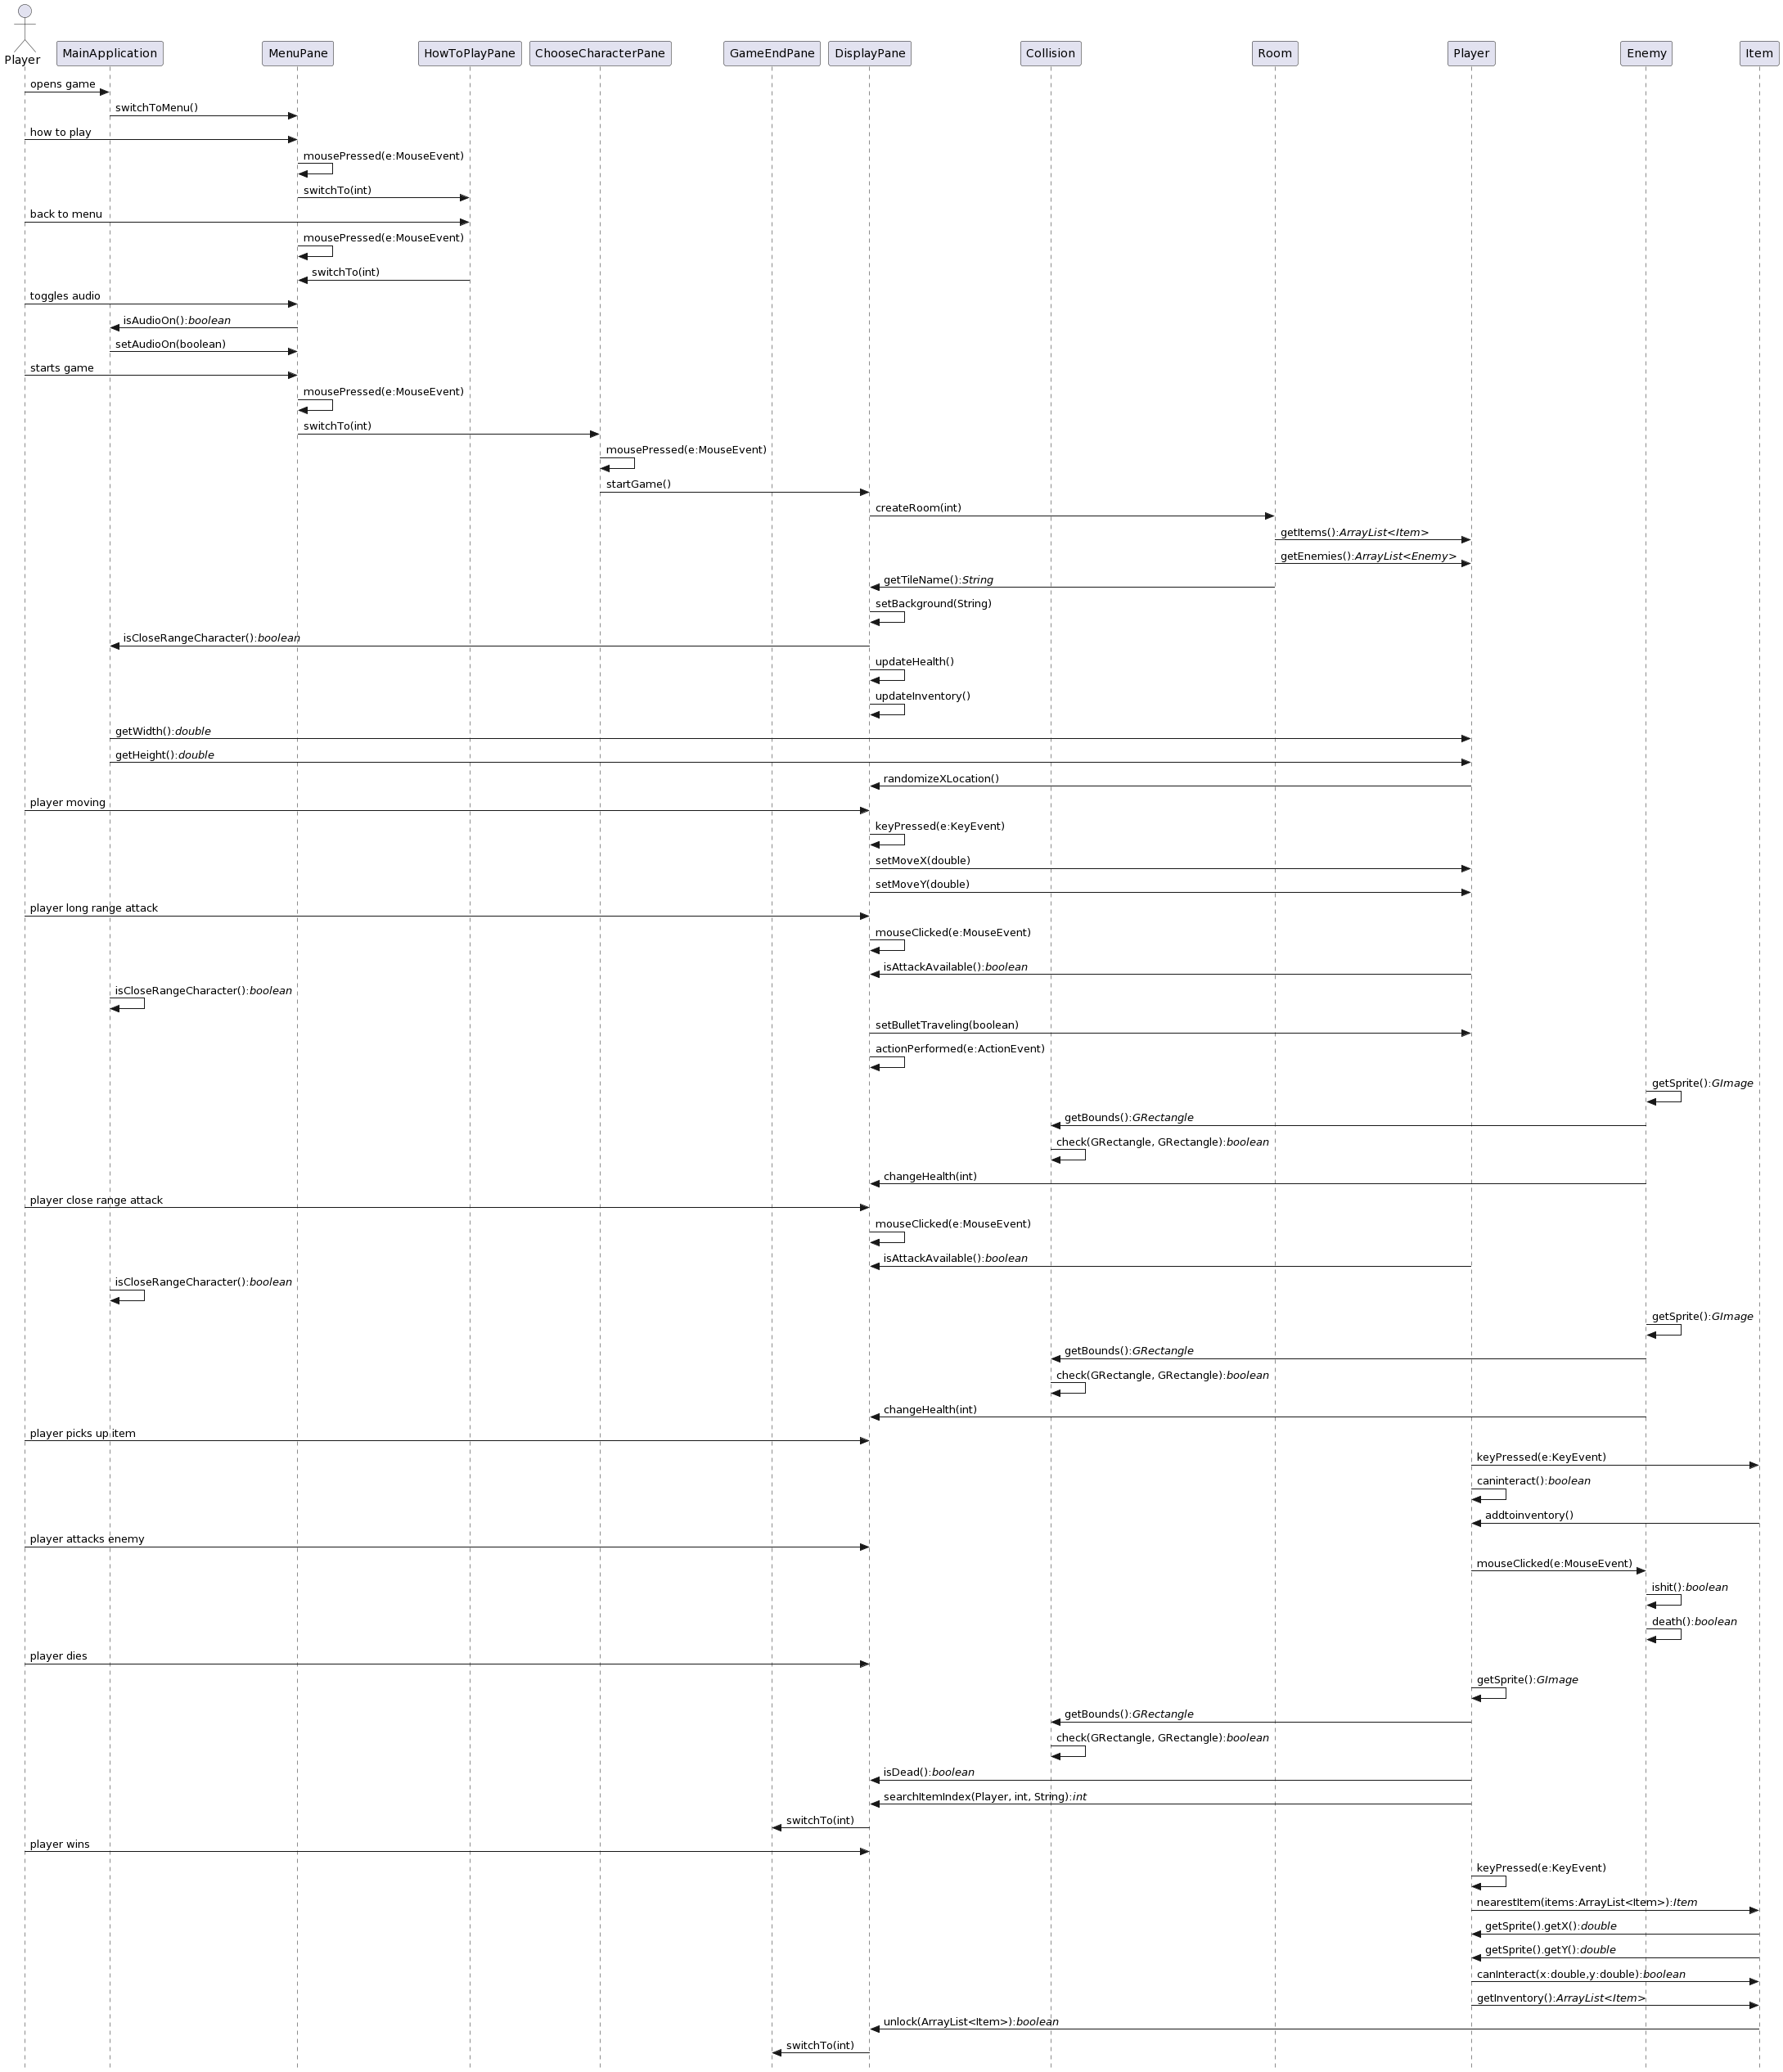 Player
MainApplication
MenuPane
HowToPlayPane
ChooseCharacterPane
GameEndPane
DisplayPane
Collision
Room
Player
Enemy
Item
opens game
switchToMenu()
how to play
mousePressed(e:MouseEvent)
switchTo(int)
back to menu
mousePressed(e:MouseEvent)
switchTo(int)
toggles audio
isAudioOn():boolean
setAudioOn(boolean)
starts game
mousePressed(e:MouseEvent)
switchTo(int)
mousePressed(e:MouseEvent)
startGame()
createRoom(int)
getItems():ArrayList<Item>
getEnemies():ArrayList<Enemy>
getTileName():String
setBackground(String)
isCloseRangeCharacter():boolean
updateHealth()
updateInventory()
getWidth():double
getHeight():double
randomizeXLocation()
player moving
keyPressed(e:KeyEvent)
setMoveX(double)
setMoveY(double)
player long range attack
mouseClicked(e:MouseEvent)
isAttackAvailable():boolean
isCloseRangeCharacter():boolean
setBulletTraveling(boolean)
actionPerformed(e:ActionEvent)
getSprite():GImage
getBounds():GRectangle
check(GRectangle, GRectangle):boolean
changeHealth(int)
player close range attack
mouseClicked(e:MouseEvent)
isAttackAvailable():boolean
isCloseRangeCharacter():boolean
getSprite():GImage
getBounds():GRectangle
check(GRectangle, GRectangle):boolean
changeHealth(int)
player picks up item
keyPressed(e:KeyEvent)
caninteract():boolean
addtoinventory()
player attacks enemy
mouseClicked(e:MouseEvent)
ishit():boolean
death():boolean
player dies
getSprite():GImage
getBounds():GRectangle
check(GRectangle, GRectangle):boolean
isDead():boolean
searchItemIndex(Player, int, String):int
switchTo(int)
player wins
keyPressed(e:KeyEvent)
nearestItem(items:ArrayList<Item>):Item
getSprite().getX():double
getSprite().getY():double
canInteract(x:double,y:double):boolean
getInventory():ArrayList<Item>
unlock(ArrayList<Item>):boolean
switchTo(int)